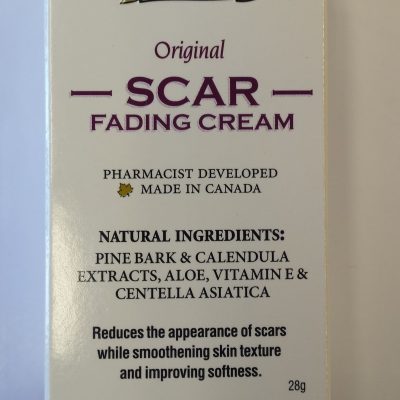 Original
— SCAR —
FADING CREAM
PHARMACIST DEVELOPED
MADE IN CANADA
NATURAL INGREDIENTS:
PINE BARK & CALENDULA
EXTRACTS, ALOE, VITAMIN E &
CENTELLA ASIATICA
Reduces the appearance of scars
while smoothening skin texture
and improving softness.
28g